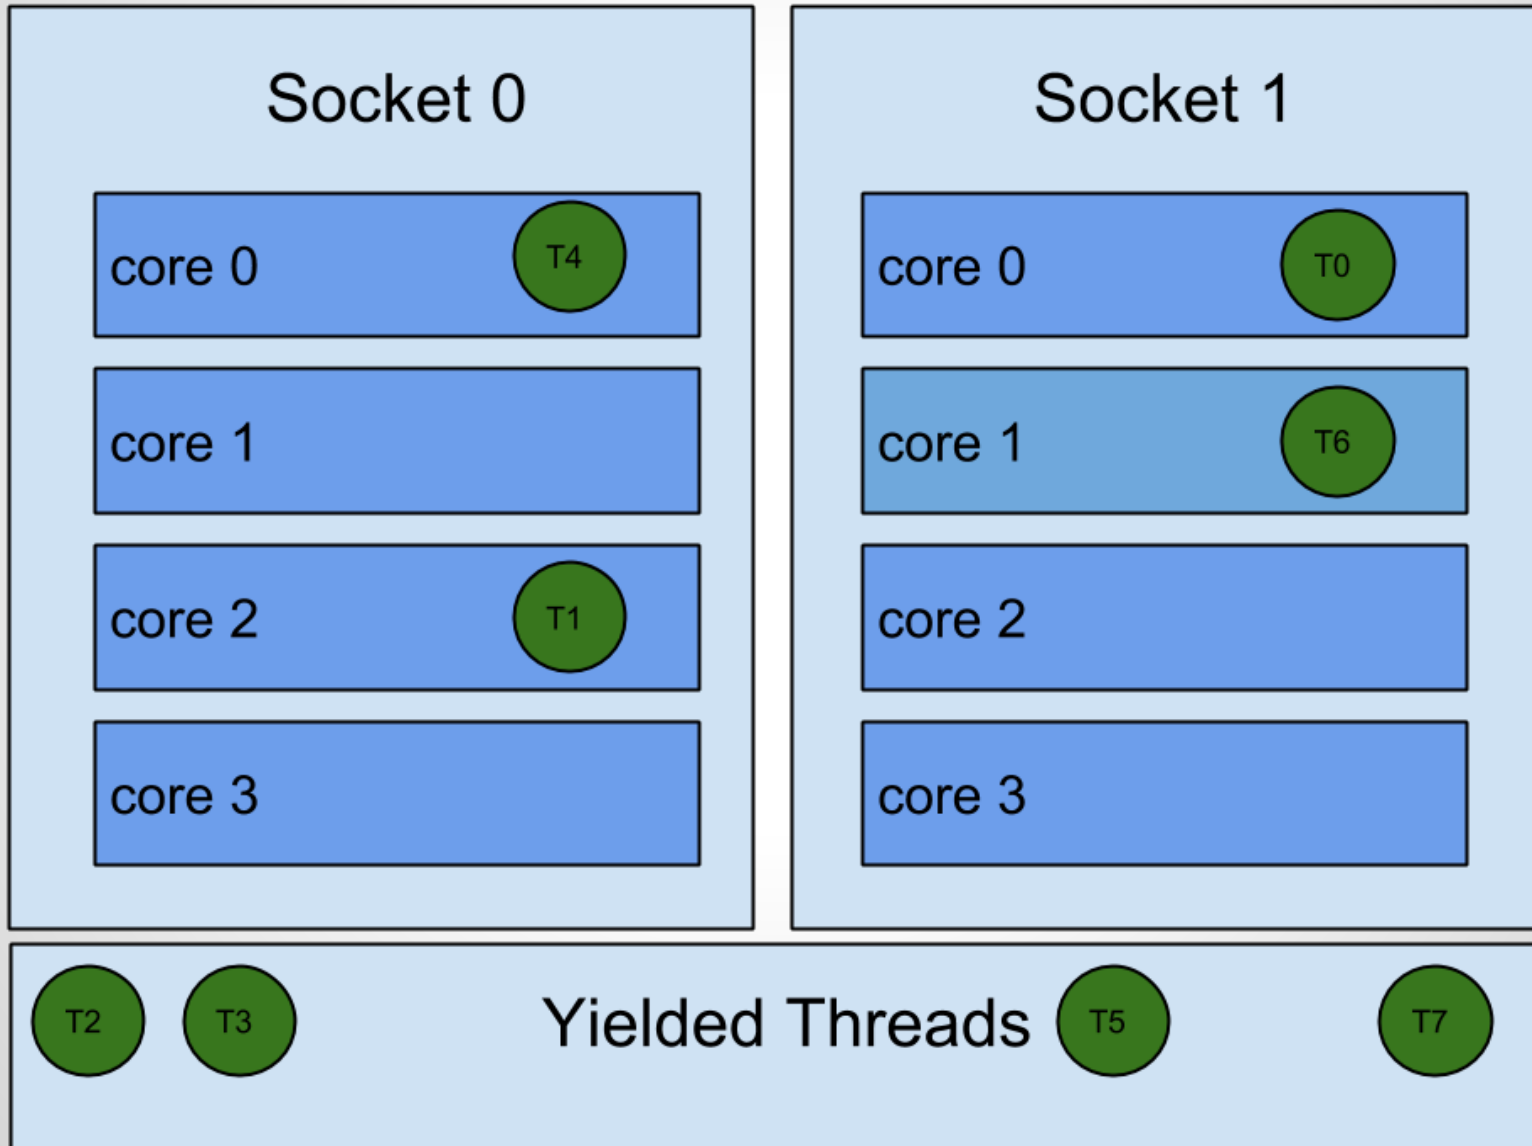 Socket 0
core 0
T4
core 1
core 2
T1
core 3
Socket 1
core 0
T0
core 1
T6
core 2
core 3
T2
T3
Yielded Threads
T5
T7